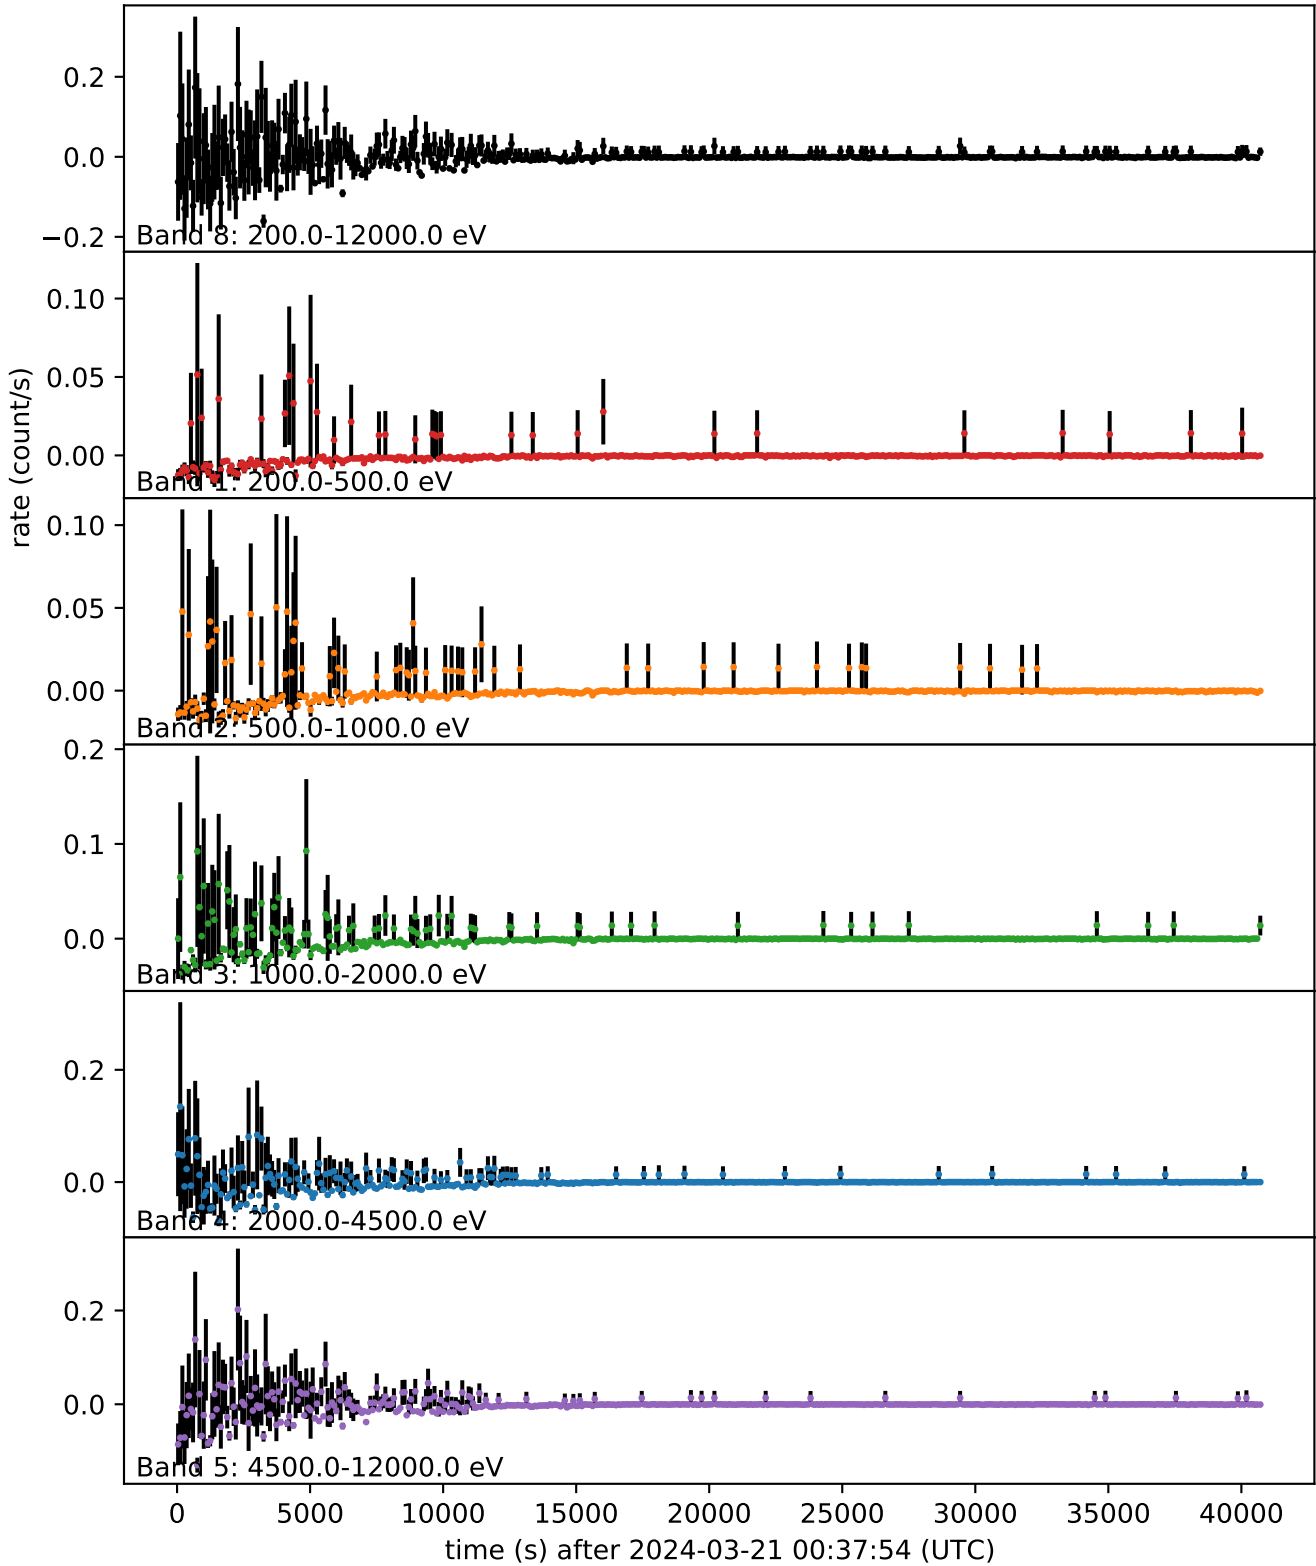 0.2
0.0
−0.2
Band 8: 200.0-12000.0 eV
0.10
0.05
0.00
Band 1: 200.0-500.0 eV
rate (count/s)
0.10
0.05
0.00
Band 2: 500.0-1000.0 eV
0.2
0.1
0.0
Band 3: 1000.0-2000.0 eV
0.2
0.0
Band 4: 2000.0-4500.0 eV
0.2
0.0
Band 5: 4500.0-12000.0 eV
0 5000 10000 15000 20000 25000 30000 35000 40000
time (s) after 2024-03-21 00:37:54 (UTC)